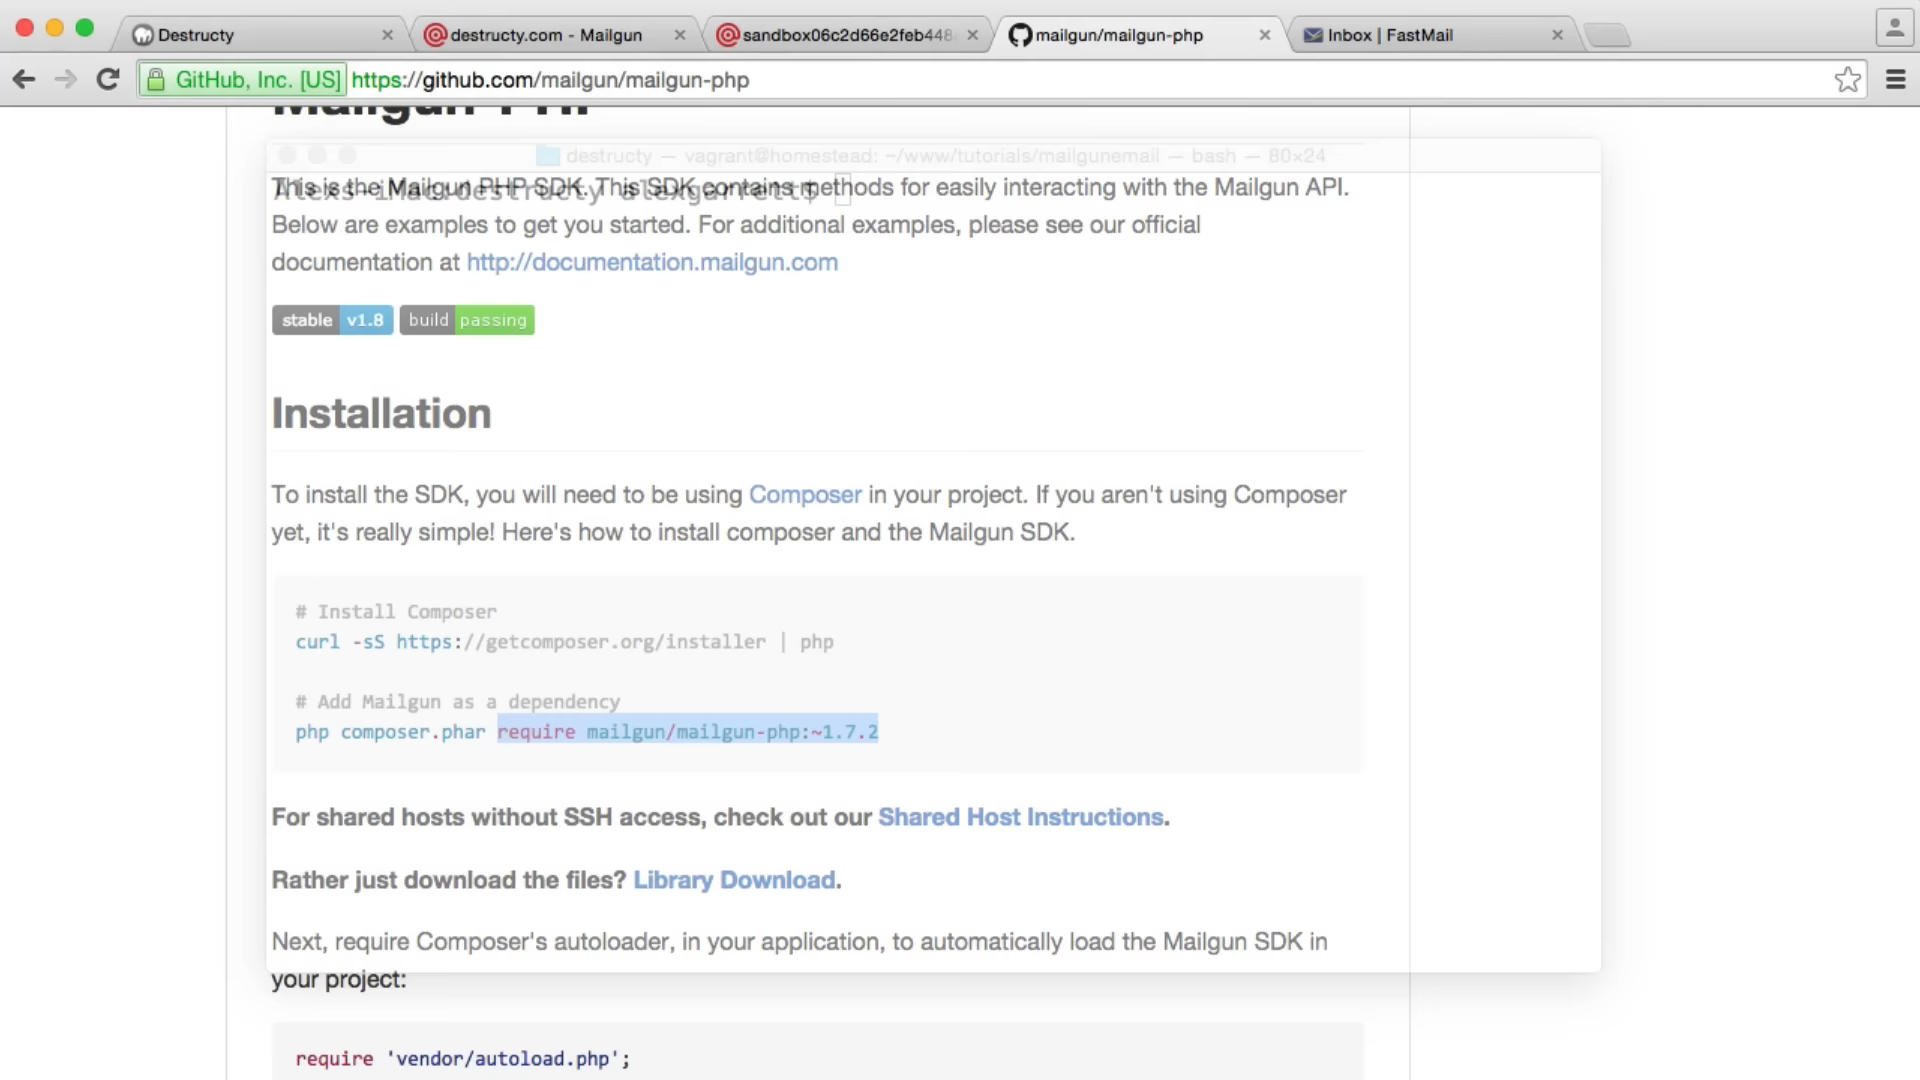 Destructy
destructy.com - Mailgun
sandbox06c2d66e2feb448
mailgun/mailgun-php
Inbox | FastMail
GitHub, Inc. [US] https://github.com/mailgun/mailgun-php
Mailgun PHP
destructy — vagrant@homestead: ~/www/tutorials/mailgunemail — bash — 80×24
Alexs-iMac:destructy alexgarrett$
This is the Mailgun PHP SDK. This SDK contains methods for easily interacting with the Mailgun API.
Below are examples to get you started. For additional examples, please see our official
documentation at http://documentation.mailgun.com
stable v1.8 build passing
Installation
To install the SDK, you will need to be using Composer in your project. If you aren't using Composer
yet, it's really simple! Here's how to install composer and the Mailgun SDK.
# Install Composer
curl -sS https://getcomposer.org/installer | php
# Add Mailgun as a dependency
php composer.phar require mailgun/mailgun-php:~1.7.2
For shared hosts without SSH access, check out our Shared Host Instructions.
Rather just download the files? Library Download.
Next, require Composer's autoloader, in your application, to automatically load the Mailgun SDK in
your project:
require 'vendor/autoload.php';